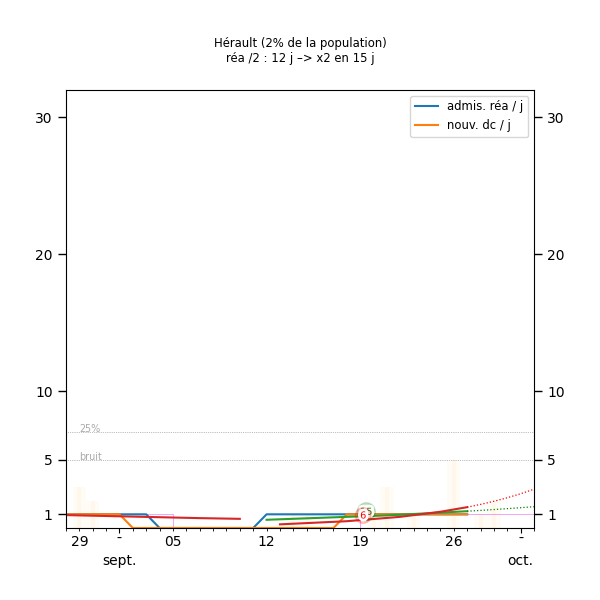 Hérault (2% de la population)
réa /2 : 12 j –> x2 en 15 j
admis. réa / j
nouv. dc / j
30 30
20 20
10 10
25%
5 bruit 5
1 6 1
29 - 05 12 19 26 -
sept. oct.